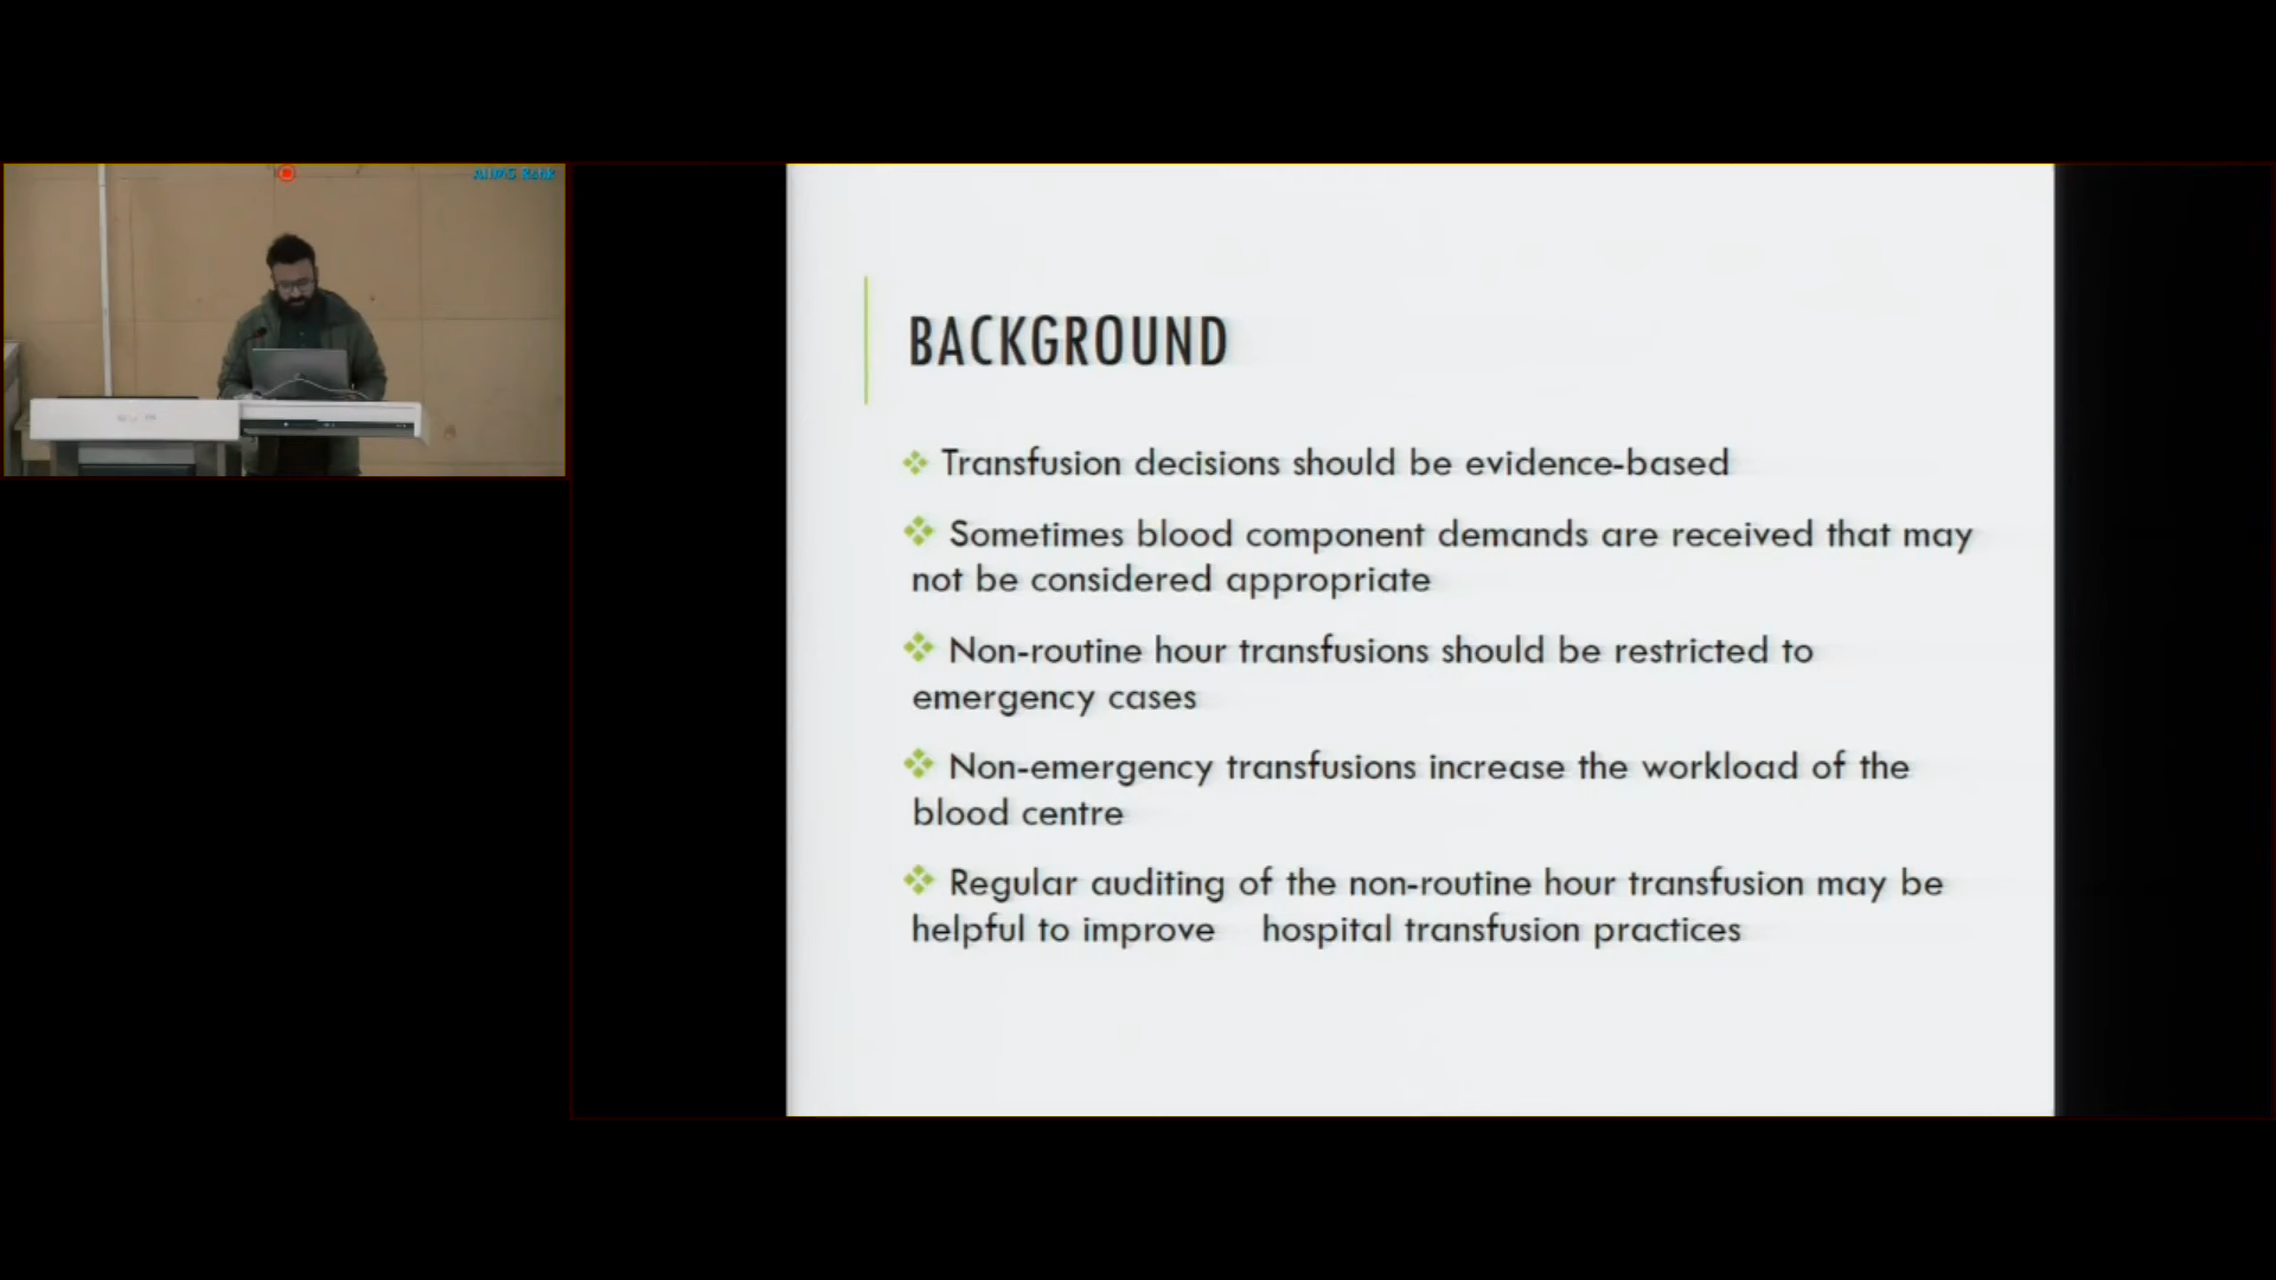 BACKGROUND
Transfusion decisions should be evidence-based
Sometimes blood component demands are received that may
not be considered appropriate
Non-routine hour transfusions should be restricted to
emergency cases
Non-emergency transfusions increase the workload of the
blood centre
Regular auditing of the non-routine hour transfusion may be
helpful to improve hospital transfusion practices